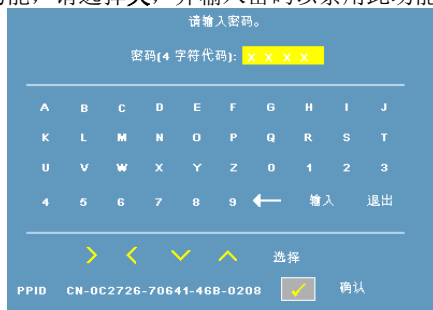 能，请选择关，并输入密码以禁用此功能
请输入密码。
密码(4 字符代码): X X X X
A B C D E F G H I J
K L M N O P Q R S T
U V W X Y Z 0 1 2 3
4 5 6 7 8 9 ← 输入 退出
> < ∨ ∧ 选择
PPID CN-0C2726-70641-46B-0208 ✓ 确认